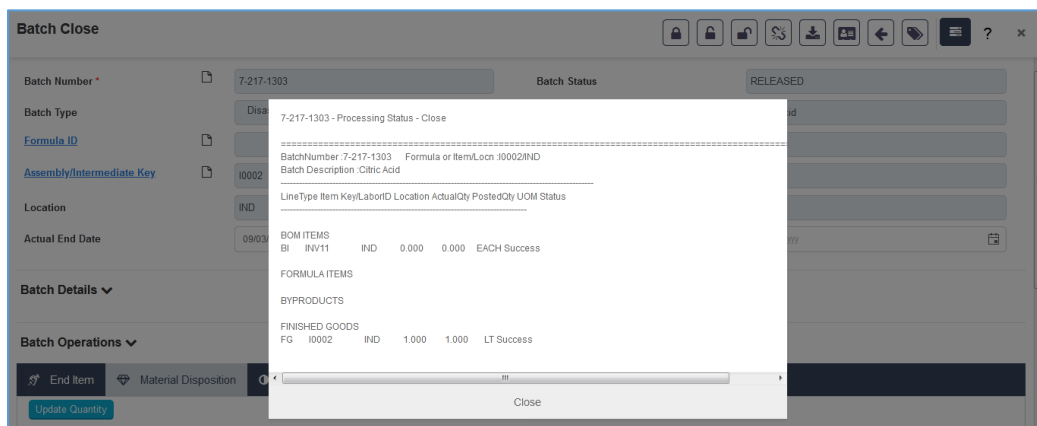 Batch Close
?
×
Batch Number *
7-217-1303
Batch Status
RELEASED
Batch Type
Disas
id
Formula ID
Assembly/Intermediate Key
I0002
Location
IND
Actual End Date
09/03/
Batch Details
Batch Operations
End Item
Material Disposition
Update Quantity
7-217-1303 - Processing Status - Close
BatchNumber :7-217-1303 Formula or Item/Locn :I0002/IND
Batch Description :Citric Acid
LineType Item Key/LaborID Location ActualQty PostedQty UOM Status
BOM ITEMS
BI INV11 IND 0.000 0.000 EACH Success
FORMULA ITEMS
BYPRODUCTS
FINISHED GOODS
FG I0002 IND 1.000 1.000 LT Success
Close